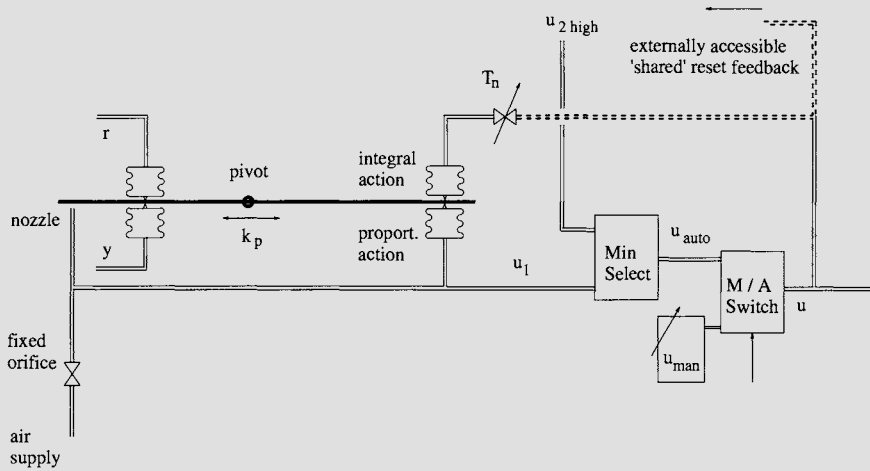 u 2 high
externally accessible
'shared' reset feedback
T n
r
integral
action
pivot
nozzle
k p
proport.
action
y
u 1
Min
Select
u auto
M / A
Switch
u
u man
fixed
orifice
air
supply